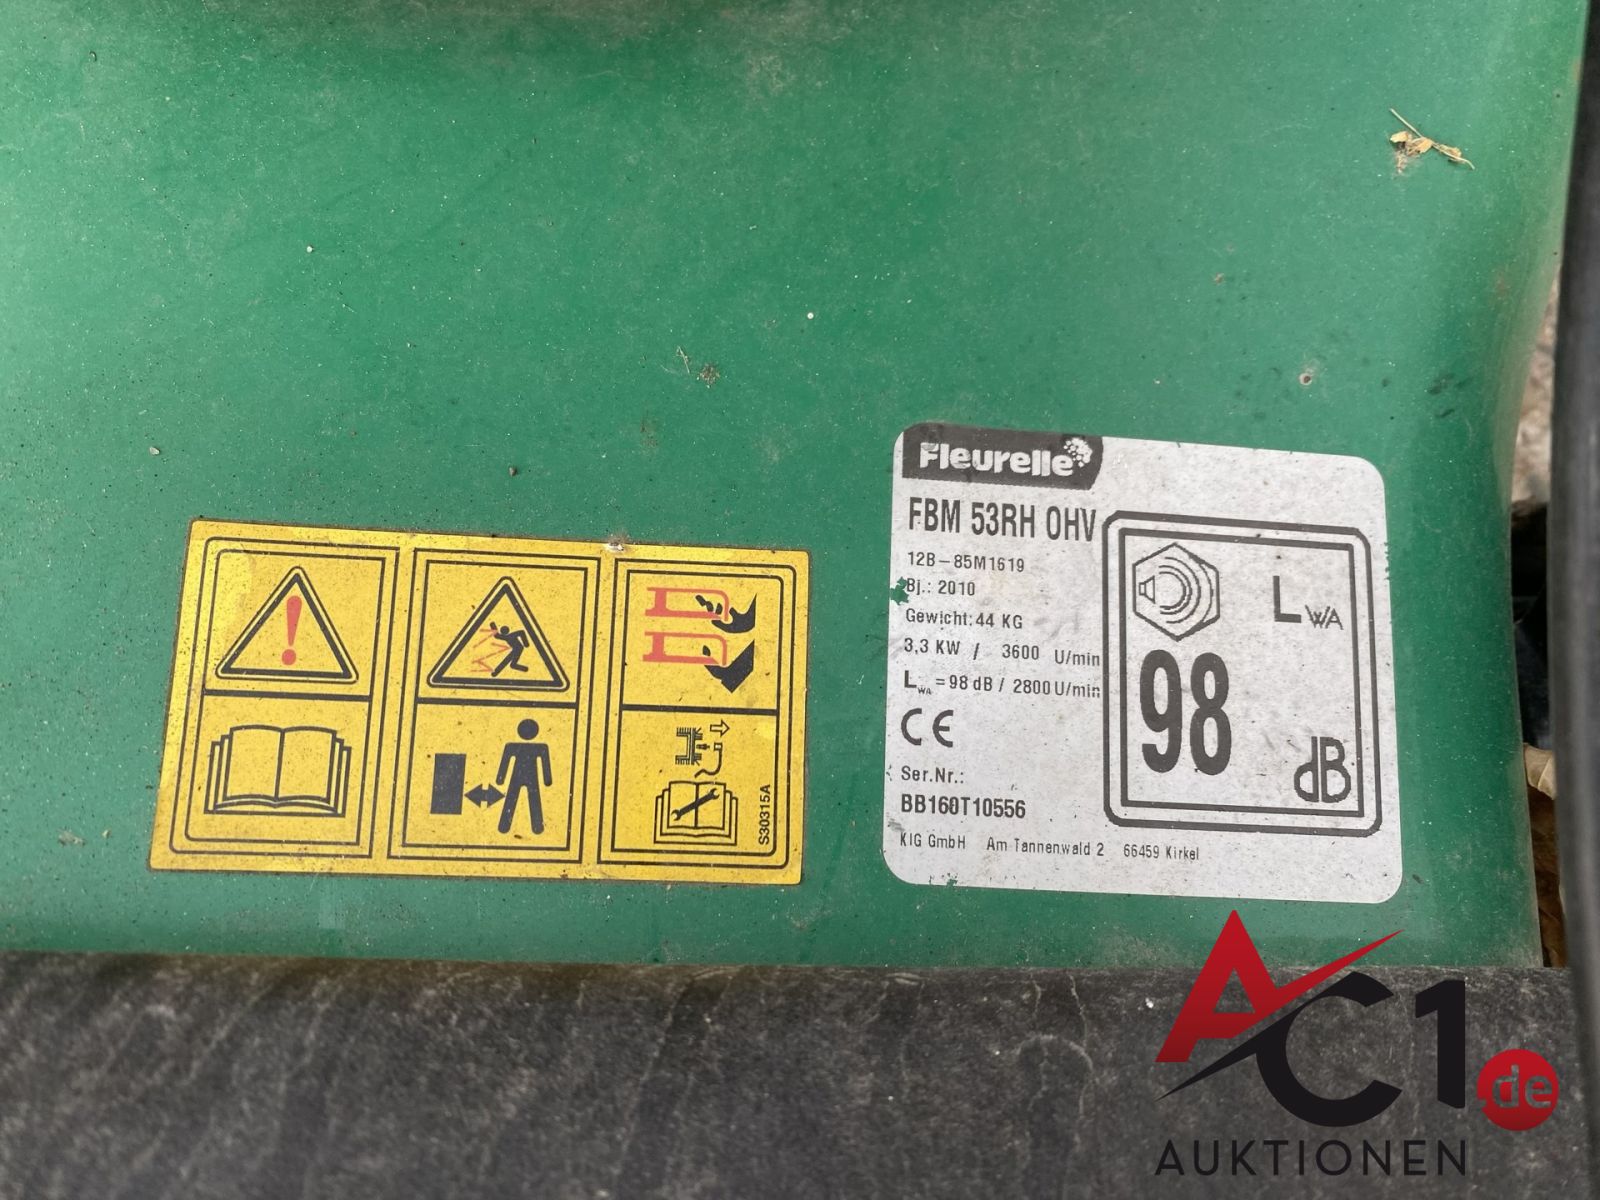 Fleurelle
FBM 53RH OHV
12B-85M1619
Bj.: 2010
Gewicht: 44 KG
3,3 KW / 3600 U/min
LWA = 98 dB / 2800 U/min
CE
Ser.Nr.:
BB160T10556
KIG GmbH Am Tannenwald 2 66459 Kirkel
LWA
98
dB
S30315A
AC1.de
AUKTIONEN